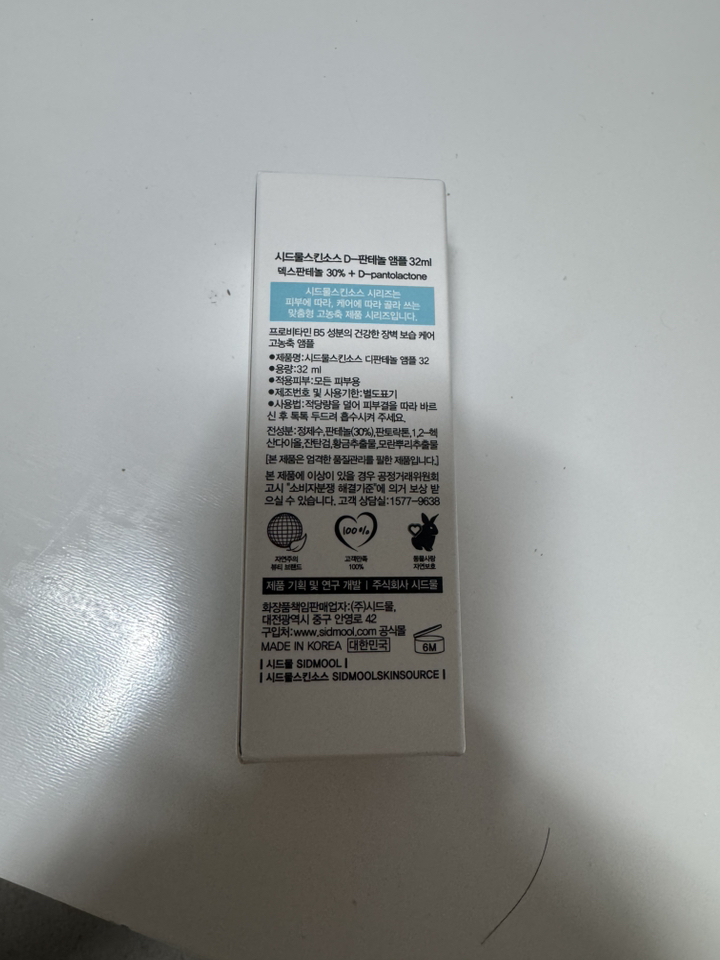 시드물스킨소스 D-판테놀 앰플 32ml
덱스판테놀 30% + D-pantolactone
시드물스킨소스 시리즈는
피부에 따라, 케어에 따라 골라 쓰는
맞춤형 고농축 제품 시리즈입니다.
프로비타민 B5 성분의 건강한 장벽 보습 케어
고농축 앰플
●제품명:시드물스킨소스 디판테놀 앰플 32
●용량:32 ml
●적용피부:모든 피부용
●제조번호 및 사용기한:별도표기
●사용법:적당량을 덜어 피부결을 따라 바르
신 후 톡톡 두드려 흡수시켜 주세요.
전성분:정제수,판테놀(30%),판토락톤,1,2-헥
산다이올,잔탄검,황금추출물,모란뿌리추출물
[본 제품은 엄격한 품질관리를 필한 제품입니다.]
본 제품에 이상이 있을 경우 공정거래위원회
고시 "소비자분쟁 해결기준"에 의거 보상 받
으실 수 있습니다. 고객 상담실:1577-9638
100%
자연주의
뷰티 브랜드
고객만족
100%
동물사랑
자연보호
제품 기획 및 연구 개발 | 주식회사 시드물
화장품책임판매업자:(주)시드물,
대전광역시 중구 안영로 42
구입처:www.sidmool.com 공식몰
MADE IN KOREA 대한민국
6M
| 시드물 SIDMOOL |
| 시드물스킨소스 SIDMOOLSKINSOURCE |